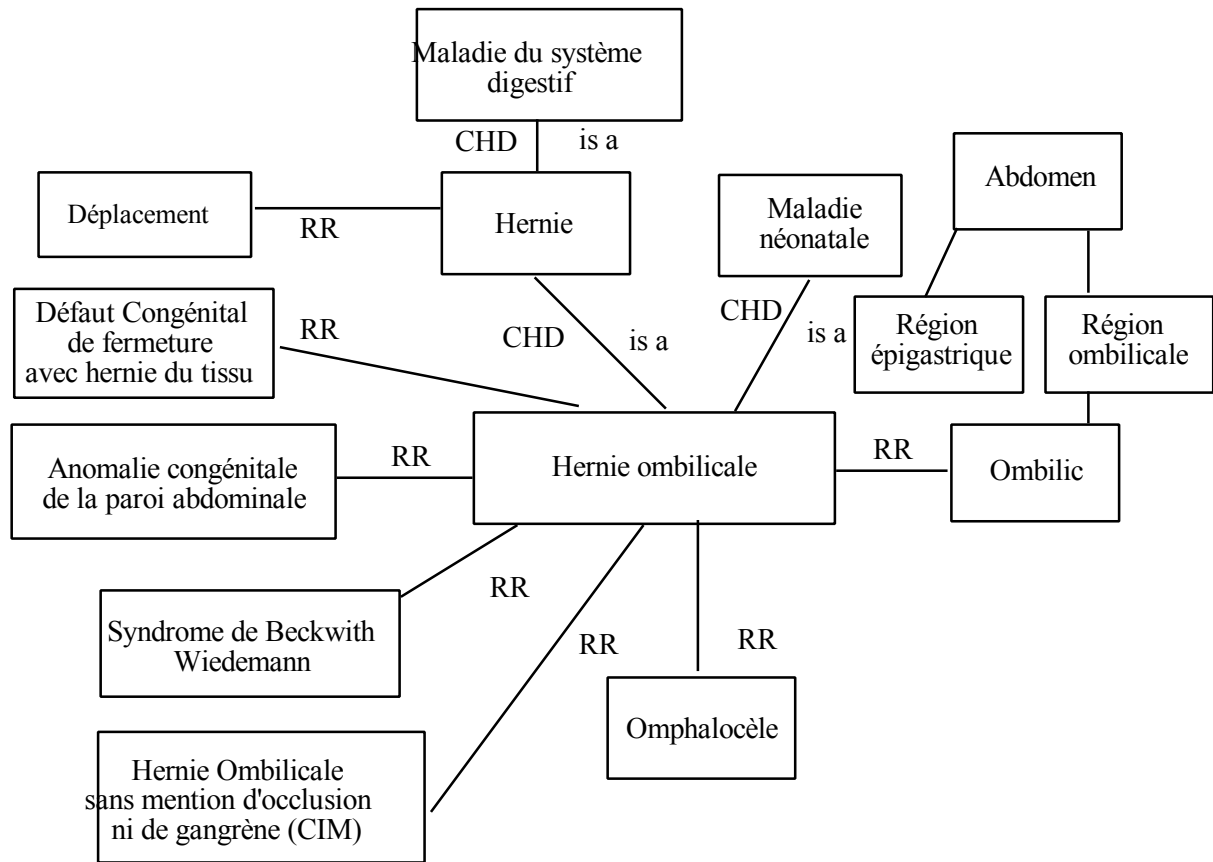 Maladie du système
digestif
CHD
is a
Déplacement
RR
Hernie
Maladie
néonatale
Abdomen
Défaut Congénital
de fermeture
avec hernie du tissu
RR
CHD
is a
CHD
is a
Région
épigastrique
Région
ombilicale
Anomalie congénitale
de la paroi abdominale
RR
Hernie ombilicale
RR
Ombilic
Syndrome de Beckwith
Wiedemann
RR
RR
RR
Omphalocèle
Hernie Ombilicale
sans mention d'occlusion
ni de gangrène (CIM)